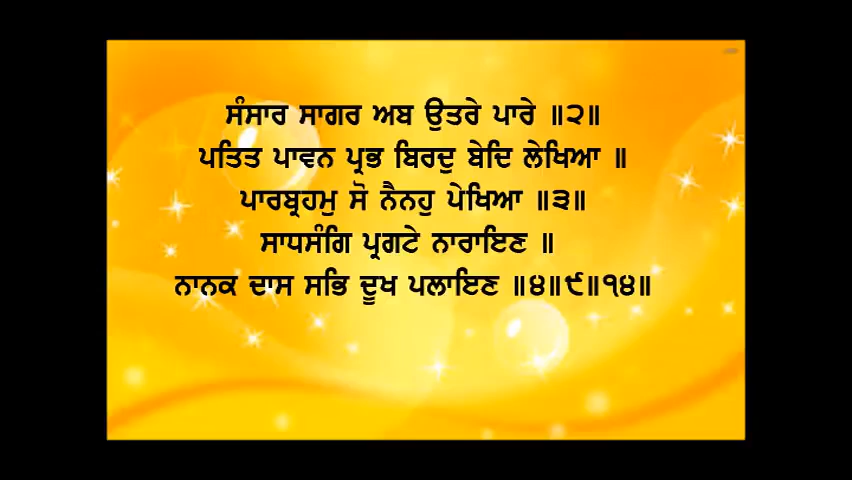 ਸੰਸਾਰ ਸਾਗਰ ਅਬ ਉਤਰੇ ਪਾਰੇ ॥੨॥
ਪਤਿਤ ਪਾਵਨ ਪ੍ਰਭ ਬਿਰਦੁ ਬੇਦਿ ਲੇਖਿਆ ॥
ਪਾਰਬ੍ਰਹਮੁ ਸੋ ਨੈਨਹੁ ਪੇਖਿਆ ॥੩॥
ਸਾਧਸੰਗਿ ਪ੍ਰਗਟੇ ਨਾਰਾਇਣ ॥
ਨਾਨਕ ਦਾਸ ਸਭਿ ਦੂਖ ਪਲਾਇਣ ॥੪॥੯॥੧੪॥